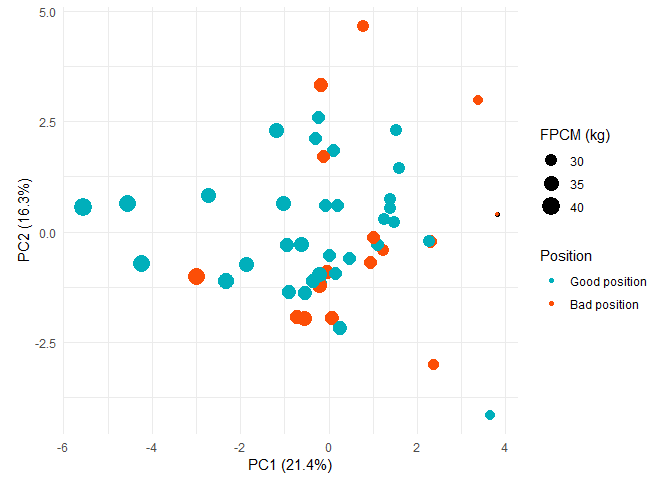 5.0
2.5
0.0
-2.5
PC2 (16.3%)
-6
-4
-2
0
2
4
PC1 (21.4%)
FPCM (kg)
30
35
40
Position
Good position
Bad position